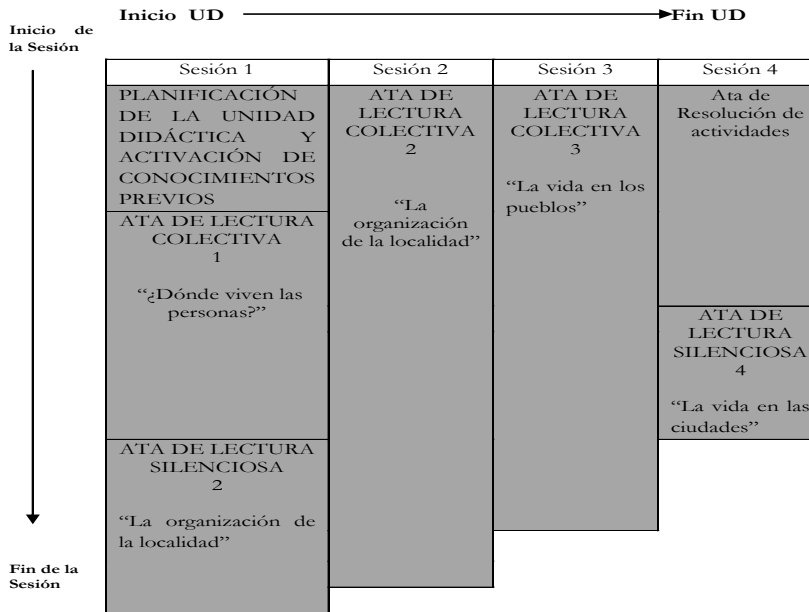 Inicio UD
Fin UD
Inicio de
la Sesión
Sesión 1
Sesión 2
Sesión 3
Sesión 4
PLANIFICACIÓN
DE LA UNIDAD
DIDÁCTICA Y
ACTIVACIÓN DE
CONOCIMIENTOS
PREVIOS
ATA DE LECTURA
COLECTIVA
1
“¿Dónde viven las
personas?”
ATA DE LECTURA
SILENCIOSA
2
“La organización de
la localidad”
ATA DE
LECTURA
COLECTIVA
2
“La
organización
de la localidad”
ATA DE
LECTURA
COLECTIVA
3
“La vida en los
pueblos”
Ata de
Resolución de
actividades
ATA DE
LECTURA
SILENCIOSA
4
“La vida en las
ciudades”
Fin de la
Sesión